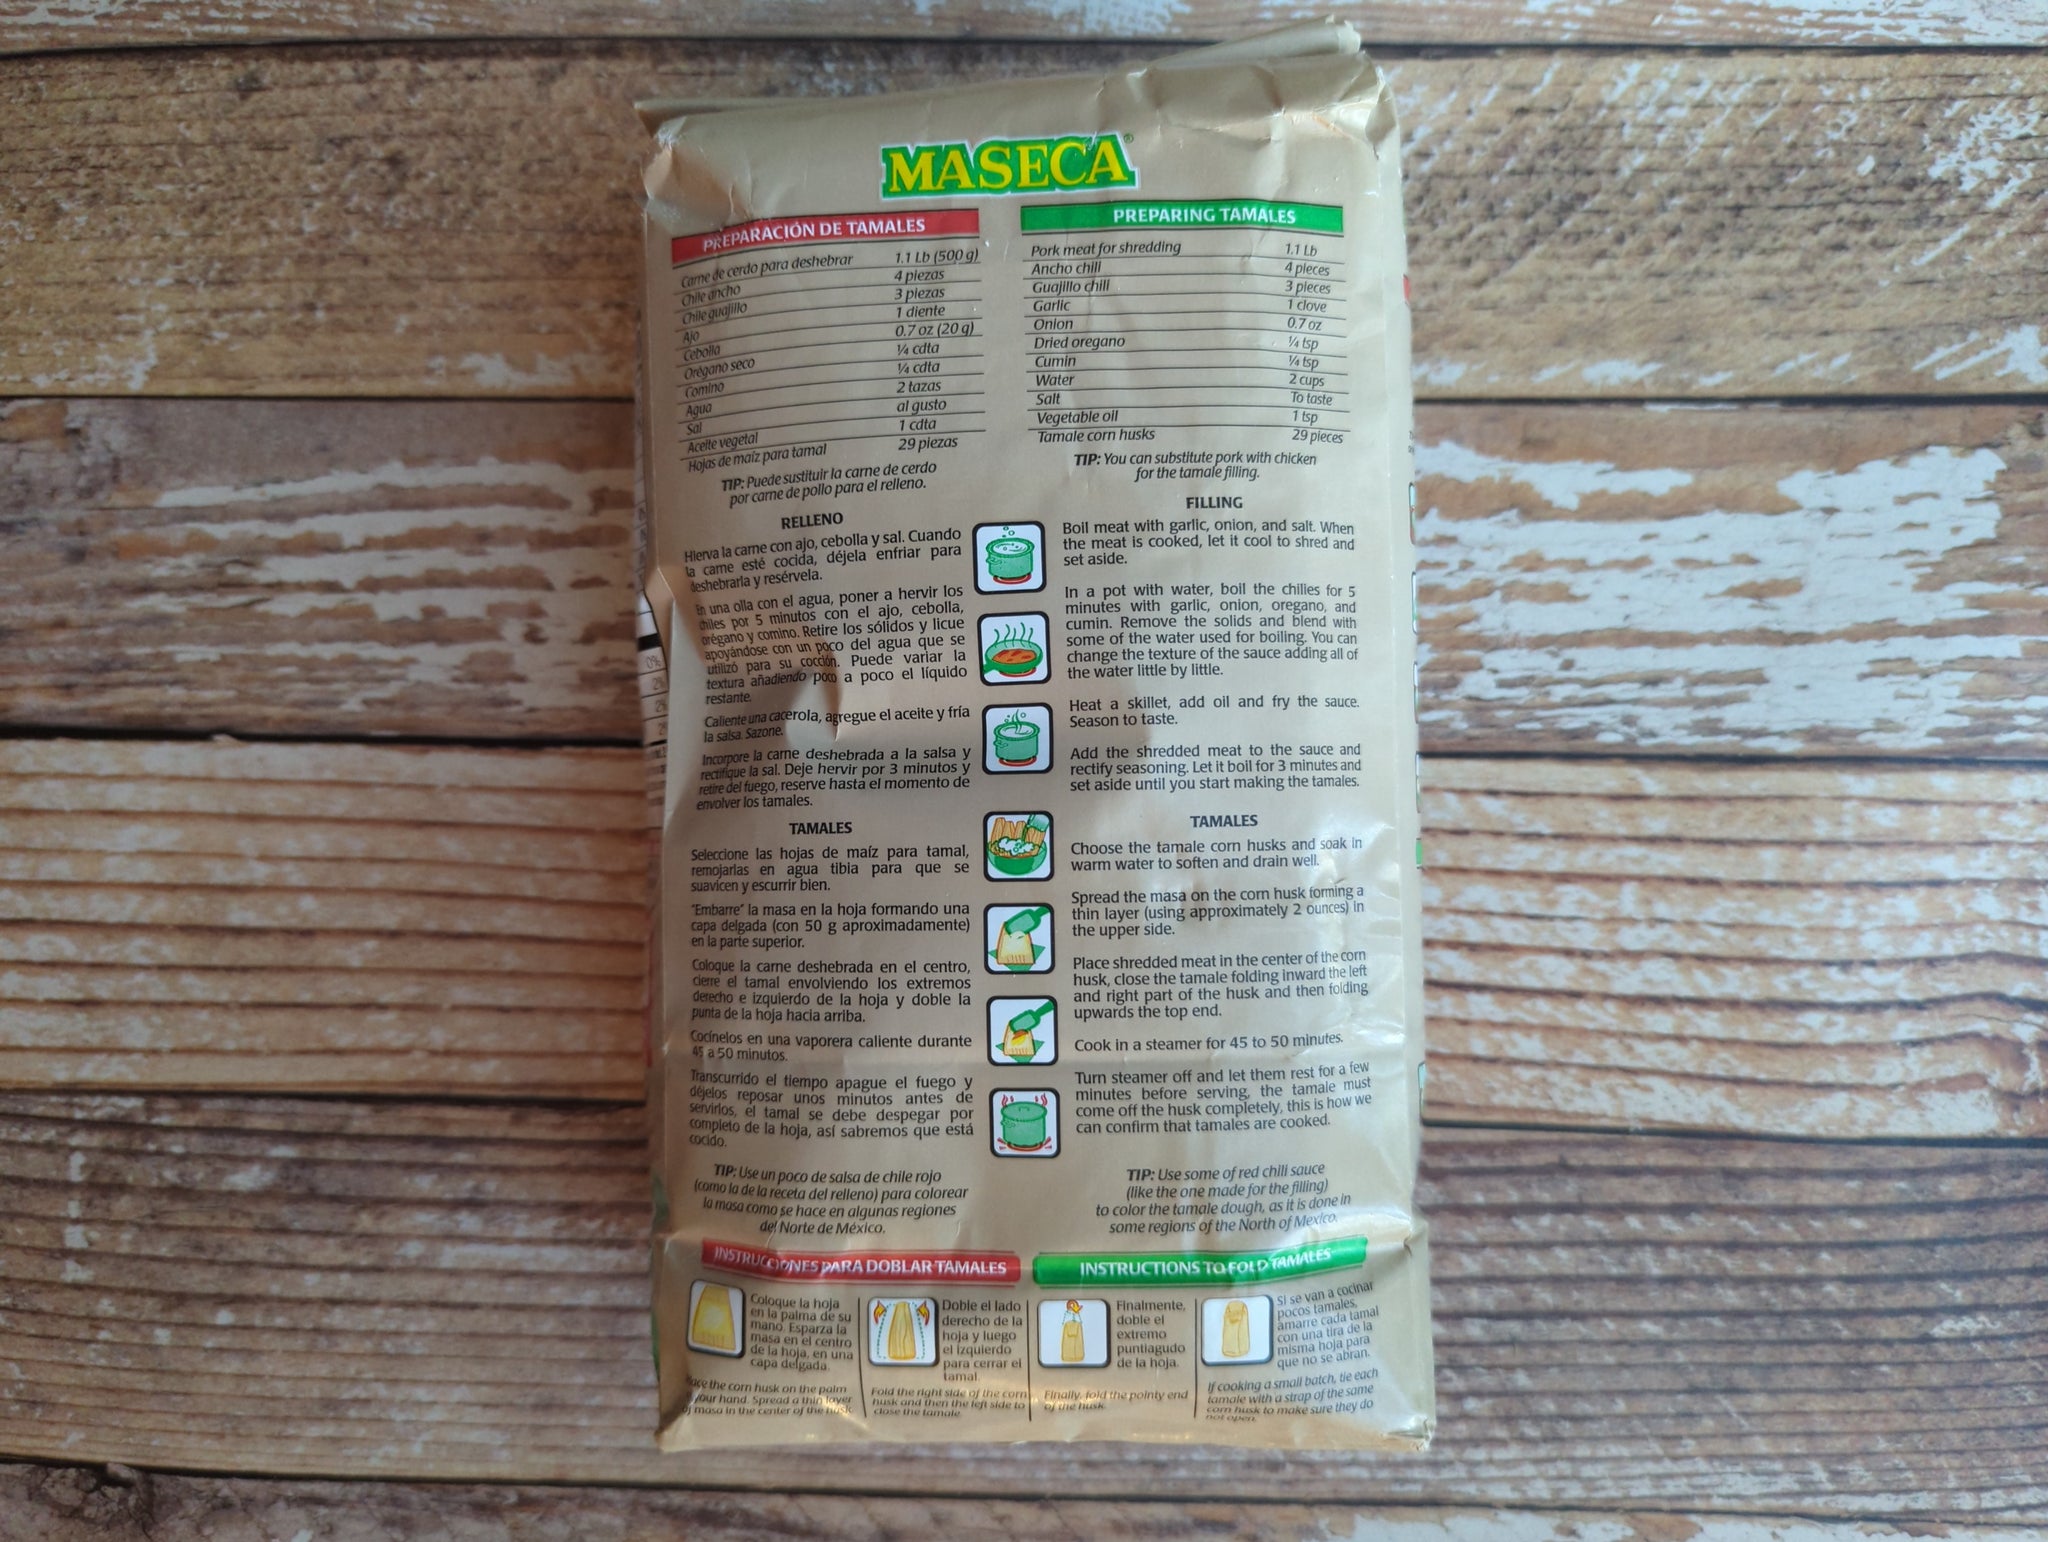 MASECA®
PREPARACIÓN DE TAMALES
Carne de cerdo para deshebrar 1.1 Lb (500 g)
Chile ancho 4 piezas
Chile guajillo 3 piezas
Ajo 1 diente
Cebolla 0.7 oz (20 g)
Orégano seco ¼ cdta
Comino ¼ cdta
Agua 2 tazas
Sal al gusto
Aceite vegetal 1 cdta
Hojas de maíz para tamal 29 piezas
TIP: Puede sustituir la carne de cerdo
por carne de pollo para el relleno.
RELLENO
Hierva la carne con ajo, cebolla y sal. Cuando
la carne esté cocida, déjela enfriar para
deshebrarla y resérvela.
En una olla con el agua, poner a hervir los
chiles por 5 minutos con el ajo, cebolla,
orégano y comino. Retire los sólidos y licue
apoyándose con un poco del agua que se
utilizó para su cocción. Puede variar la
textura añadiendo poco a poco el líquido
restante.
Caliente una cacerola, agregue el aceite y fría
la salsa. Sazone.
Incorpore la carne deshebrada a la salsa y
rectifique la sal. Deje hervir por 3 minutos y
retire del fuego, reserve hasta el momento de
envolver los tamales.
TAMALES
Seleccione las hojas de maíz para tamal,
remojarlas en agua tibia para que se
suavicen y escurrir bien.
"Embarre" la masa en la hoja formando una
capa delgada (con 50 g aproximadamente)
en la parte superior.
Coloque la carne deshebrada en el centro,
cierre el tamal envolviendo los extremos
derecho e izquierdo de la hoja y doble la
punta de la hoja hacia arriba.
Cocínelos en una vaporera caliente durante
45 a 50 minutos.
Transcurrido el tiempo apague el fuego y
déjelos reposar unos minutos antes de
servirlos, el tamal se debe despegar por
completo de la hoja, así sabremos que está
cocido.
TIP: Use un poco de salsa de chile rojo
(como la de la receta del relleno) para colorear
la masa como se hace en algunas regiones
del Norte de México.
PREPARING TAMALES
Pork meat for shredding 1.1 Lb
Ancho chili 4 pieces
Guajillo chili 3 pieces
Garlic 1 clove
Onion 0.7 oz
Dried oregano ¼ tsp
Cumin ¼ tsp
Water 2 cups
Salt To taste
Vegetable oil 1 tsp
Tamale corn husks 29 pieces
TIP: You can substitute pork with chicken
for the tamale filling.
FILLING
Boil meat with garlic, onion, and salt. When
the meat is cooked, let it cool to shred and
set aside.
In a pot with water, boil the chilies for 5
minutes with garlic, onion, oregano, and
cumin. Remove the solids and blend with
some of the water used for boiling. You can
change the texture of the sauce adding all of
the water little by little.
Heat a skillet, add oil and fry the sauce.
Season to taste.
Add the shredded meat to the sauce and
rectify seasoning. Let it boil for 3 minutes and
set aside until you start making the tamales.
TAMALES
Choose the tamale corn husks and soak in
warm water to soften and drain well.
Spread the masa on the corn husk forming a
thin layer (using approximately 2 ounces) in
the upper side.
Place shredded meat in the center of the corn
husk, close the tamale folding inward the left
and right part of the husk and then folding
upwards the top end.
Cook in a steamer for 45 to 50 minutes.
Turn steamer off and let them rest for a few
minutes before serving, the tamale must
come off the husk completely, this is how we
can confirm that tamales are cooked.
TIP: Use some of red chili sauce
(like the one made for the filling)
to color the tamale dough, as it is done in
some regions of the North of Mexico.
INSTRUCCIONES PARA DOBLAR TAMALES
INSTRUCTIONS TO FOLD TAMALES
Coloque la hoja
en la palma de su
mano. Esparza la
masa en el centro
de la hoja, en una
capa delgada.
Place the corn husk on the palm
your hand. Spread a thin layer
of masa in the center of the husk
Doble el lado
derecho de la
hoja y luego
el izquierdo
para cerrar el
tamal.
Fold the right side of the corn
husk and then the left side to
close the tamale.
Finalmente,
doble el
extremo
puntiagudo
de la hoja.
Finally, fold the pointy end
of the husk.
Si se van a cocinar
pocos tamales,
amarre cada tamal
con una tira de la
misma hoja para
que no se abran.
If cooking a small batch, tie each
tamale with a strap of the same
corn husk to make sure they do
not open.
0%
2%
2%
2%